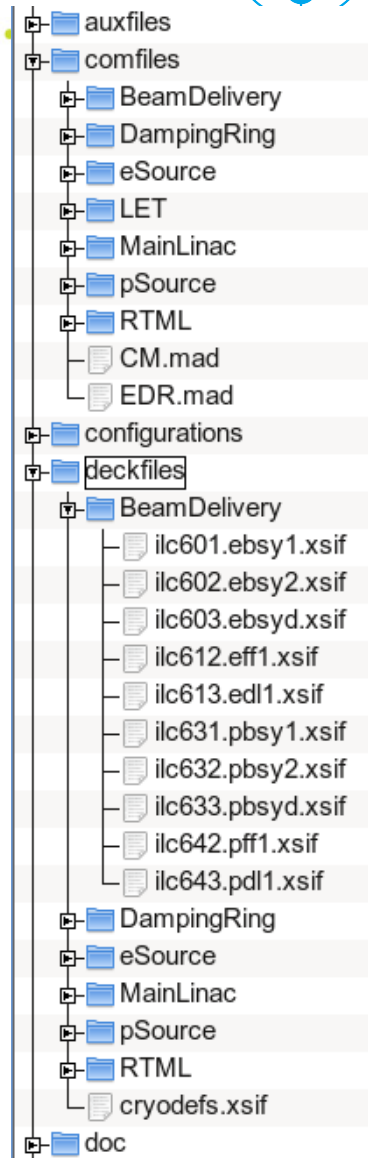 auxfiles
comfiles
BeamDelivery
DampingRing
eSource
LET
MainLinac
pSource
RTML
CM.mad
EDR.mad
configurations
deckfiles
BeamDelivery
ilc601.ebsy1.xsif
ilc602.ebsy2.xsif
ilc603.ebsyd.xsif
ilc612.eff1.xsif
ilc613.edl1.xsif
ilc631.pbsy1.xsif
ilc632.pbsy2.xsif
ilc633.pbsyd.xsif
ilc642.pff1.xsif
ilc643.pdl1.xsif
DampingRing
eSource
MainLinac
pSource
RTML
cryodefs.xsif
doc